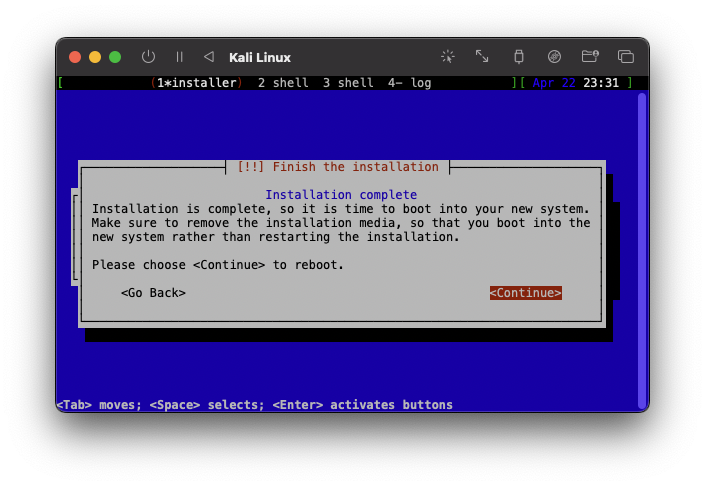 Kali Linux
[ (1*installer) 2 shell 3 shell 4- log ][ Apr 22 23:31 ]
[!!] Finish the installation
Installation complete
Installation is complete, so it is time to boot into your new system.
Make sure to remove the installation media, so that you boot into the
new system rather than restarting the installation.
Please choose <Continue> to reboot.
<Go Back> <Continue>
<Tab> moves; <Space> selects; <Enter> activates buttons